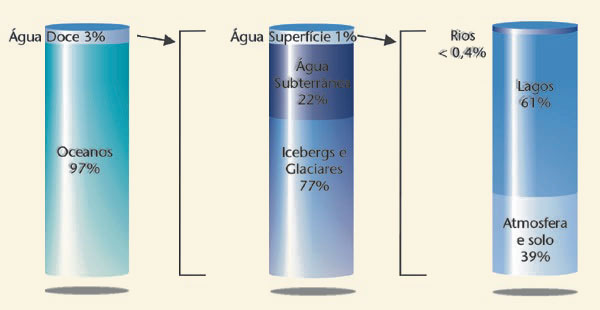 Água Doce 3%
Oceanos
97%
Água Superfície 1%
Água
Subterrânea
22%
Icebergs e
Glaciares
77%
Rios
< 0,4%
Lagos
61%
Atmosfera
e solo
39%